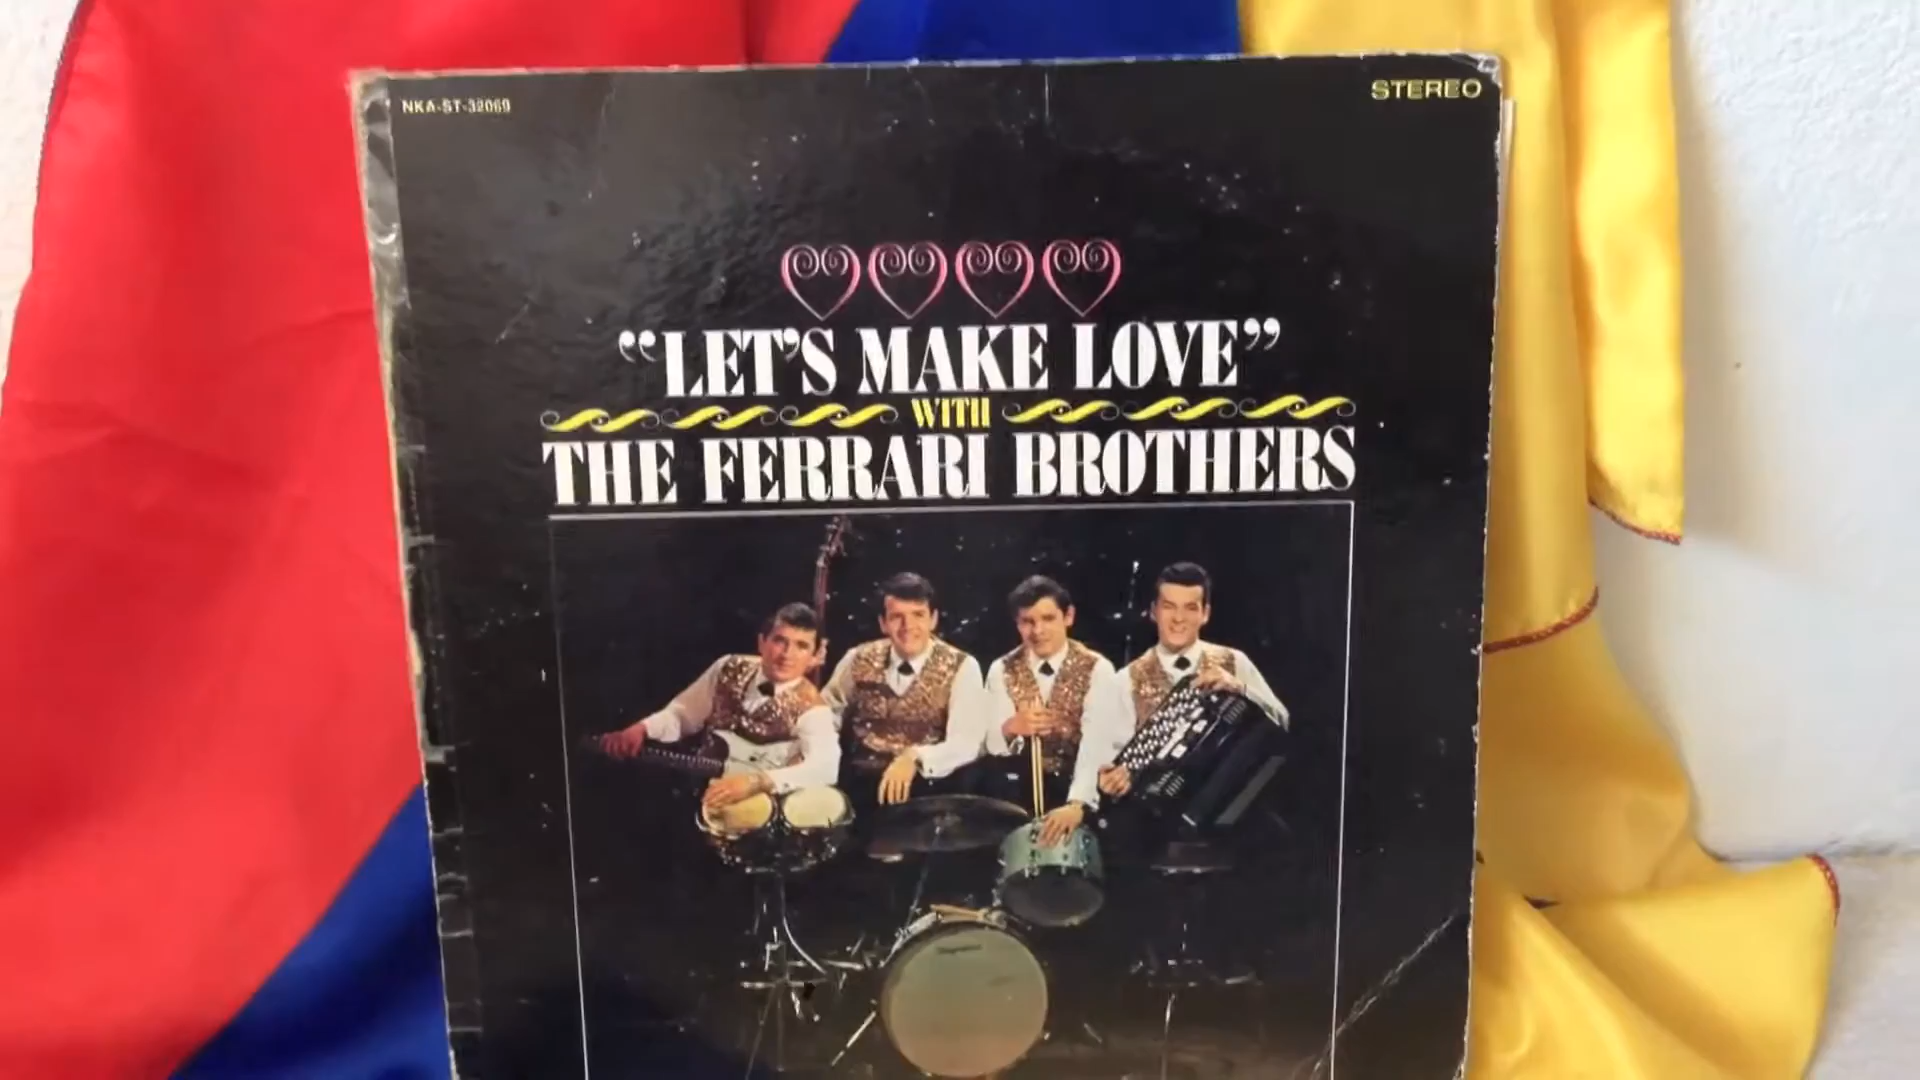 NKA-ST-32069
STEREO
“LET'S MAKE LOVE”
WITH
THE FERRARI BROTHERS